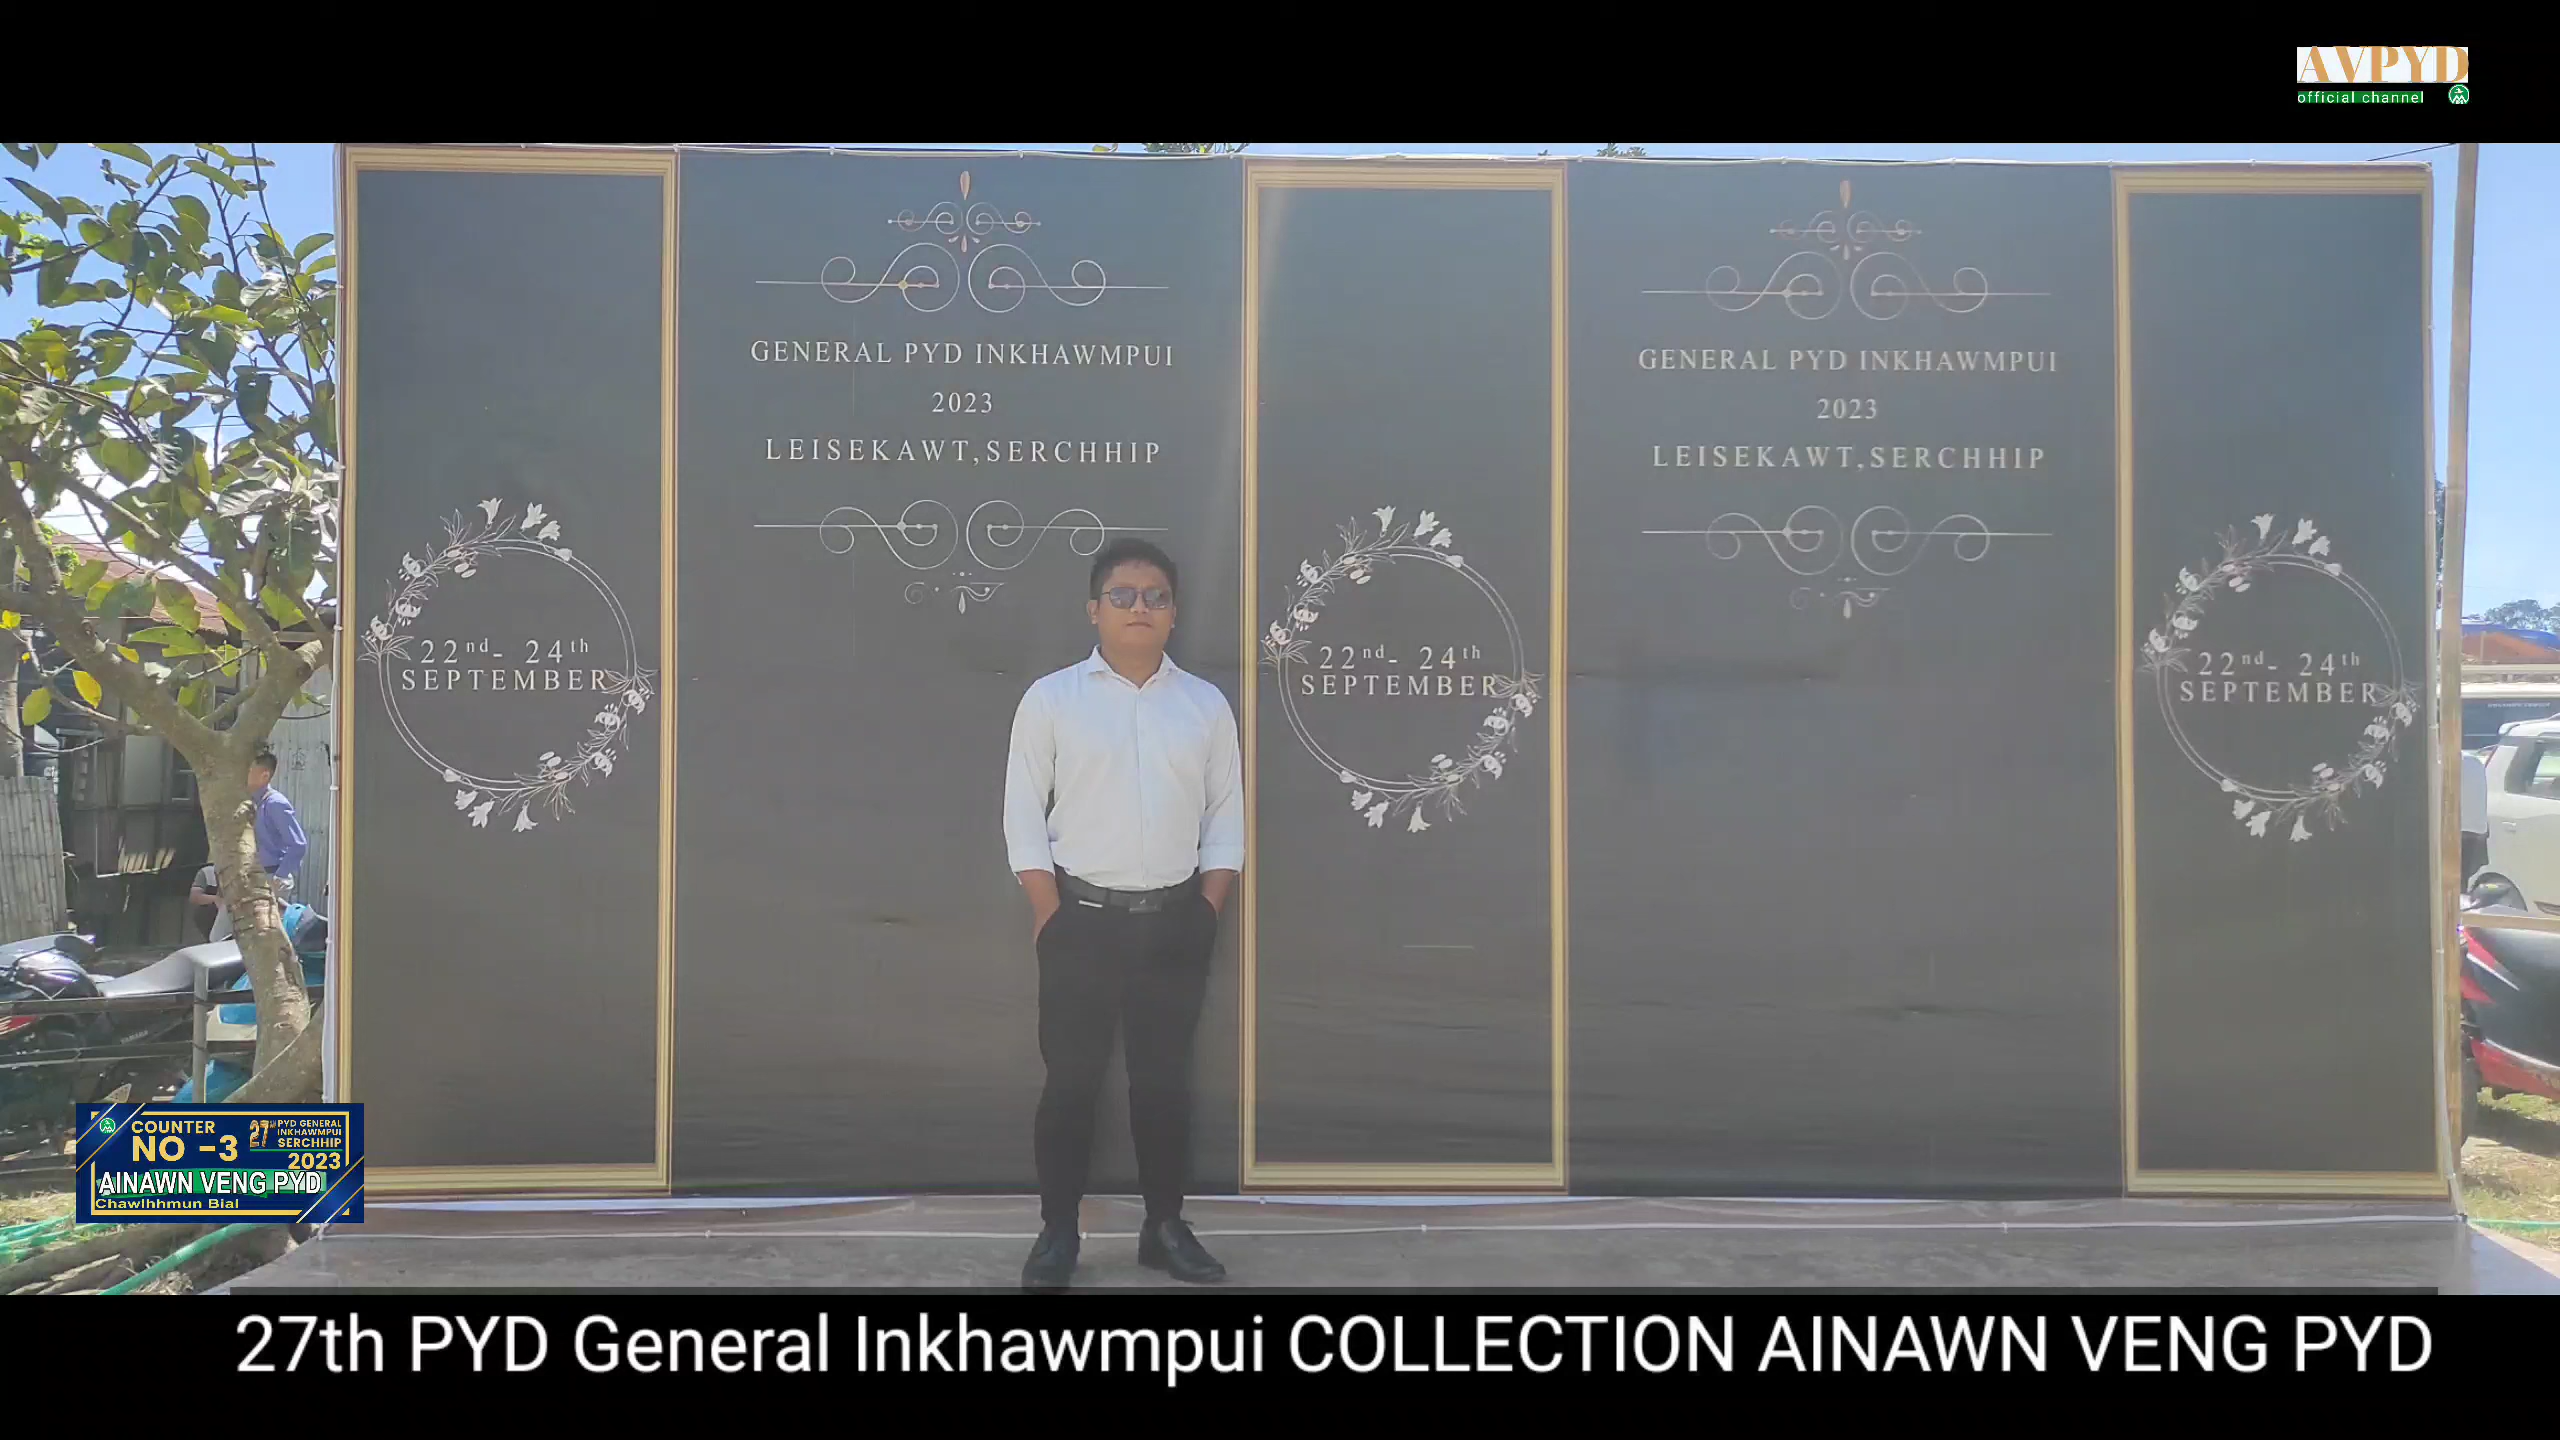 AVPYD
official channel
GENERAL PYD INKHAWMPUI
2023
LEISEKAWT,SERCHHIP
GENERAL PYD INKHAWMPUI
2023
LEISEKAWT,SERCHHIP
22nd- 24th
SEPTEMBER
22nd- 24th
SEPTEMBER
22nd- 24th
SEPTEMBER
COUNTER
NO -3
27TH PYD GENERAL
INKHAWMPUI
SERCHHIP
2023
AINAWN VENG PYD
Chawlhhmun Bial
27th PYD General Inkhawmpui COLLECTION AINAWN VENG PYD